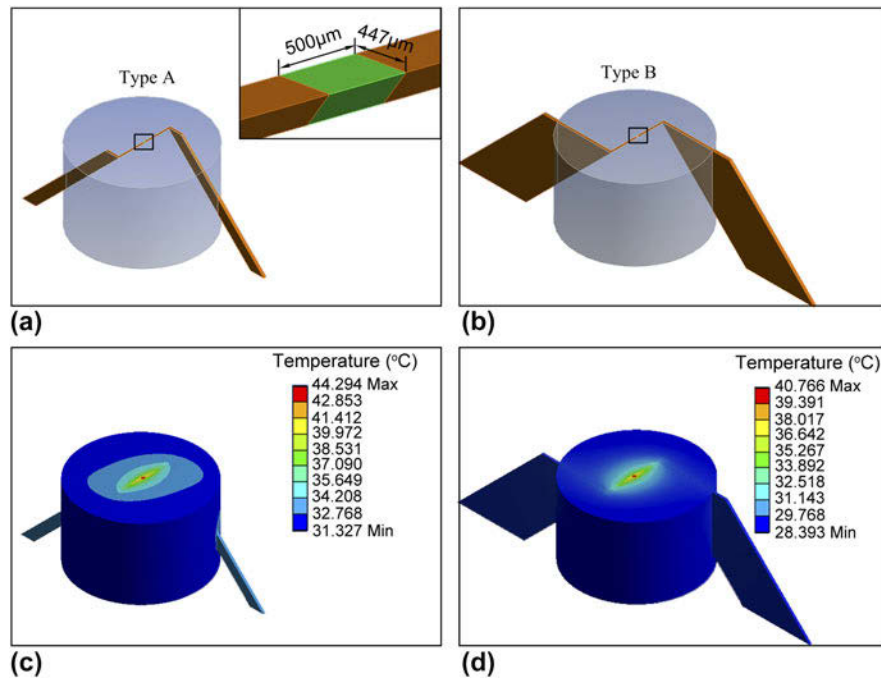 Type A
500μm
447μm
(a)
Type B
(b)
Temperature (°C)
44.294 Max
42.853
41.412
39.972
38.531
37.090
35.649
34.208
32.768
31.327 Min
(c)
Temperature (°C)
40.766 Max
39.391
38.017
36.642
35.267
33.892
32.518
31.143
29.768
28.393 Min
(d)